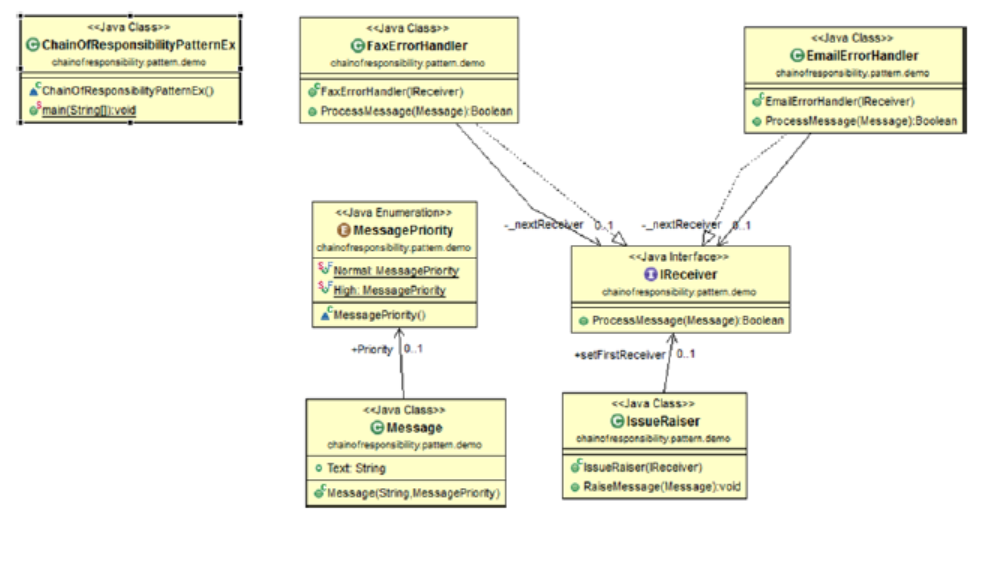 <<Java Class>>
ChainOfResponsibilityPatternEx
chainofresponsibility.pattern.demo
ChainOfResponsibilityPatternEx()
main(String[]):void
<<Java Class>>
FaxErrorHandler
chainofresponsibility.pattern.demo
FaxErrorHandler(IReceiver)
ProcessMessage(Message):Boolean
<<Java Class>>
EmailErrorHandler
chainofresponsibility.pattern.demo
EmailErrorHandler(IReceiver)
ProcessMessage(Message):Boolean
-_nextReceiver 0..1
-_nextReceiver 0..1
<<Java Enumeration>>
MessagePriority
chainofresponsibility.pattern.demo
Normal: MessagePriority
High: MessagePriority
MessagePriority()
<<Java Interface>>
IReceiver
chainofresponsibility.pattern.demo
ProcessMessage(Message):Boolean
+Priority 0..1
+setFirstReceiver 0..1
<<Java Class>>
Message
chainofresponsibility.pattern.demo
Text: String
Message(String,MessagePriority)
<<Java Class>>
IssueRaiser
chainofresponsibility.pattern.demo
IssueRaiser(IReceiver)
RaiseMessage(Message):void